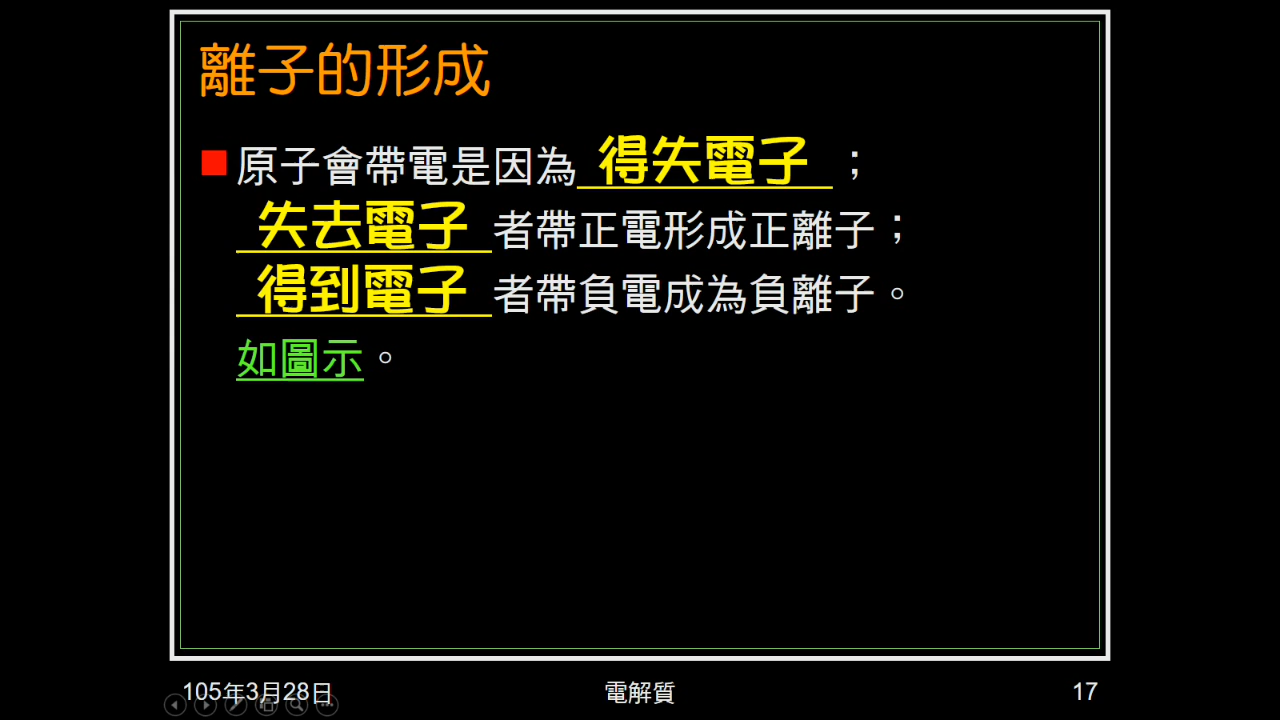 離子的形成
原子會帶電是因為 得失電子 ；
失去電子 者帶正電形成正離子；
得到電子 者帶負電成為負離子。
如圖示。
105年3月28日
電解質
17